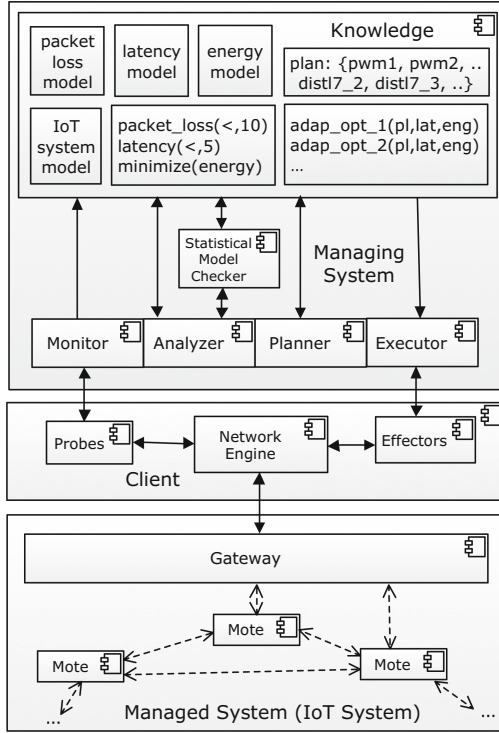 Knowledge
packet
loss
model
latency
model
energy
model
plan: {pwm1, pwm2, ..
distl7_2, distl7_3, ..}
IoT
system
model
packet_loss(<,10)
latency(<,5)
minimize(energy)
adap_opt_1(pl,lat,eng)
adap_opt_2(pl,lat,eng)
...
Statistical
Model
Checker
Managing
System
Monitor
Analyzer
Planner
Executor
Probes
Network
Engine
Effectors
Client
Gateway
Mote
Mote
Mote
...
...
Managed System (IoT System)